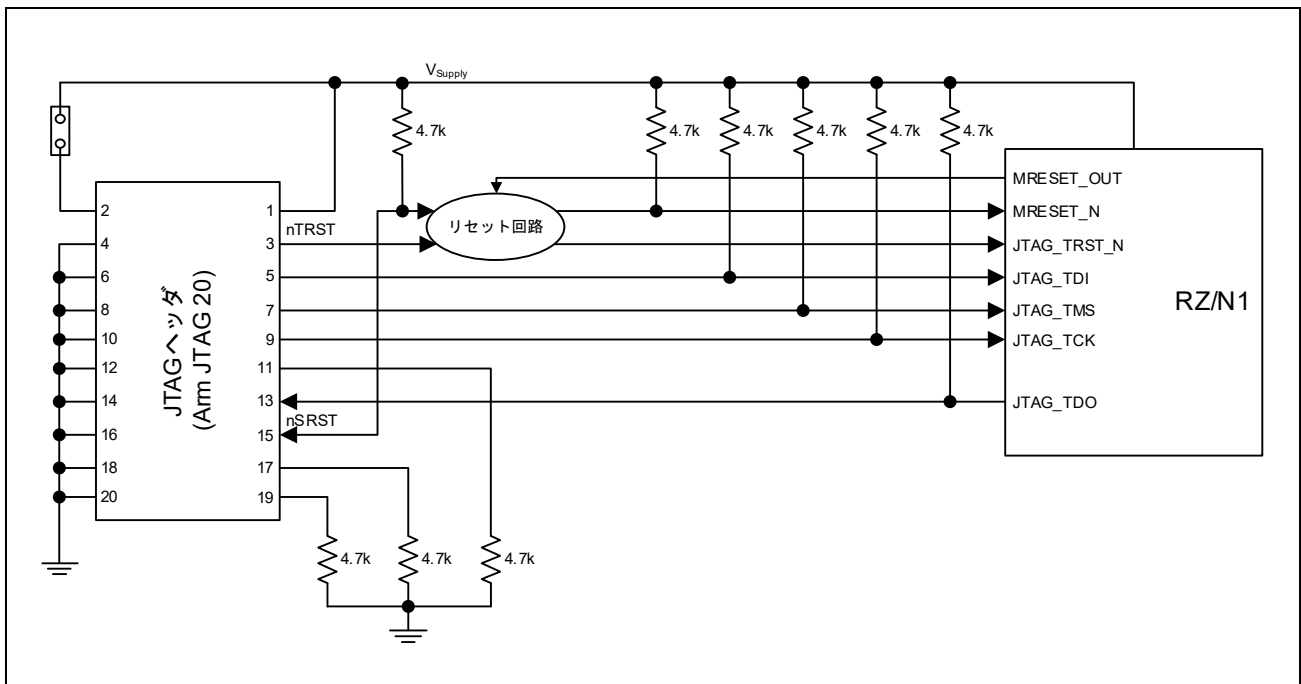 VSupply
4.7k
4.7k
4.7k
4.7k
4.7k
4.7k
MRESET_OUT
2
1
MRESET_N
nTRST
リセット回路
4
3
JTAG_TRST_N
6
5
JTAG_TDI
8
7
JTAG_TMS
RZ/N1
10
9
JTAG_TCK
12
11
14
13
JTAG_TDO
nSRST
16
15
18
17
20
19
JTAGヘッダ
(Arm JTAG 20)
4.7k
4.7k
4.7k